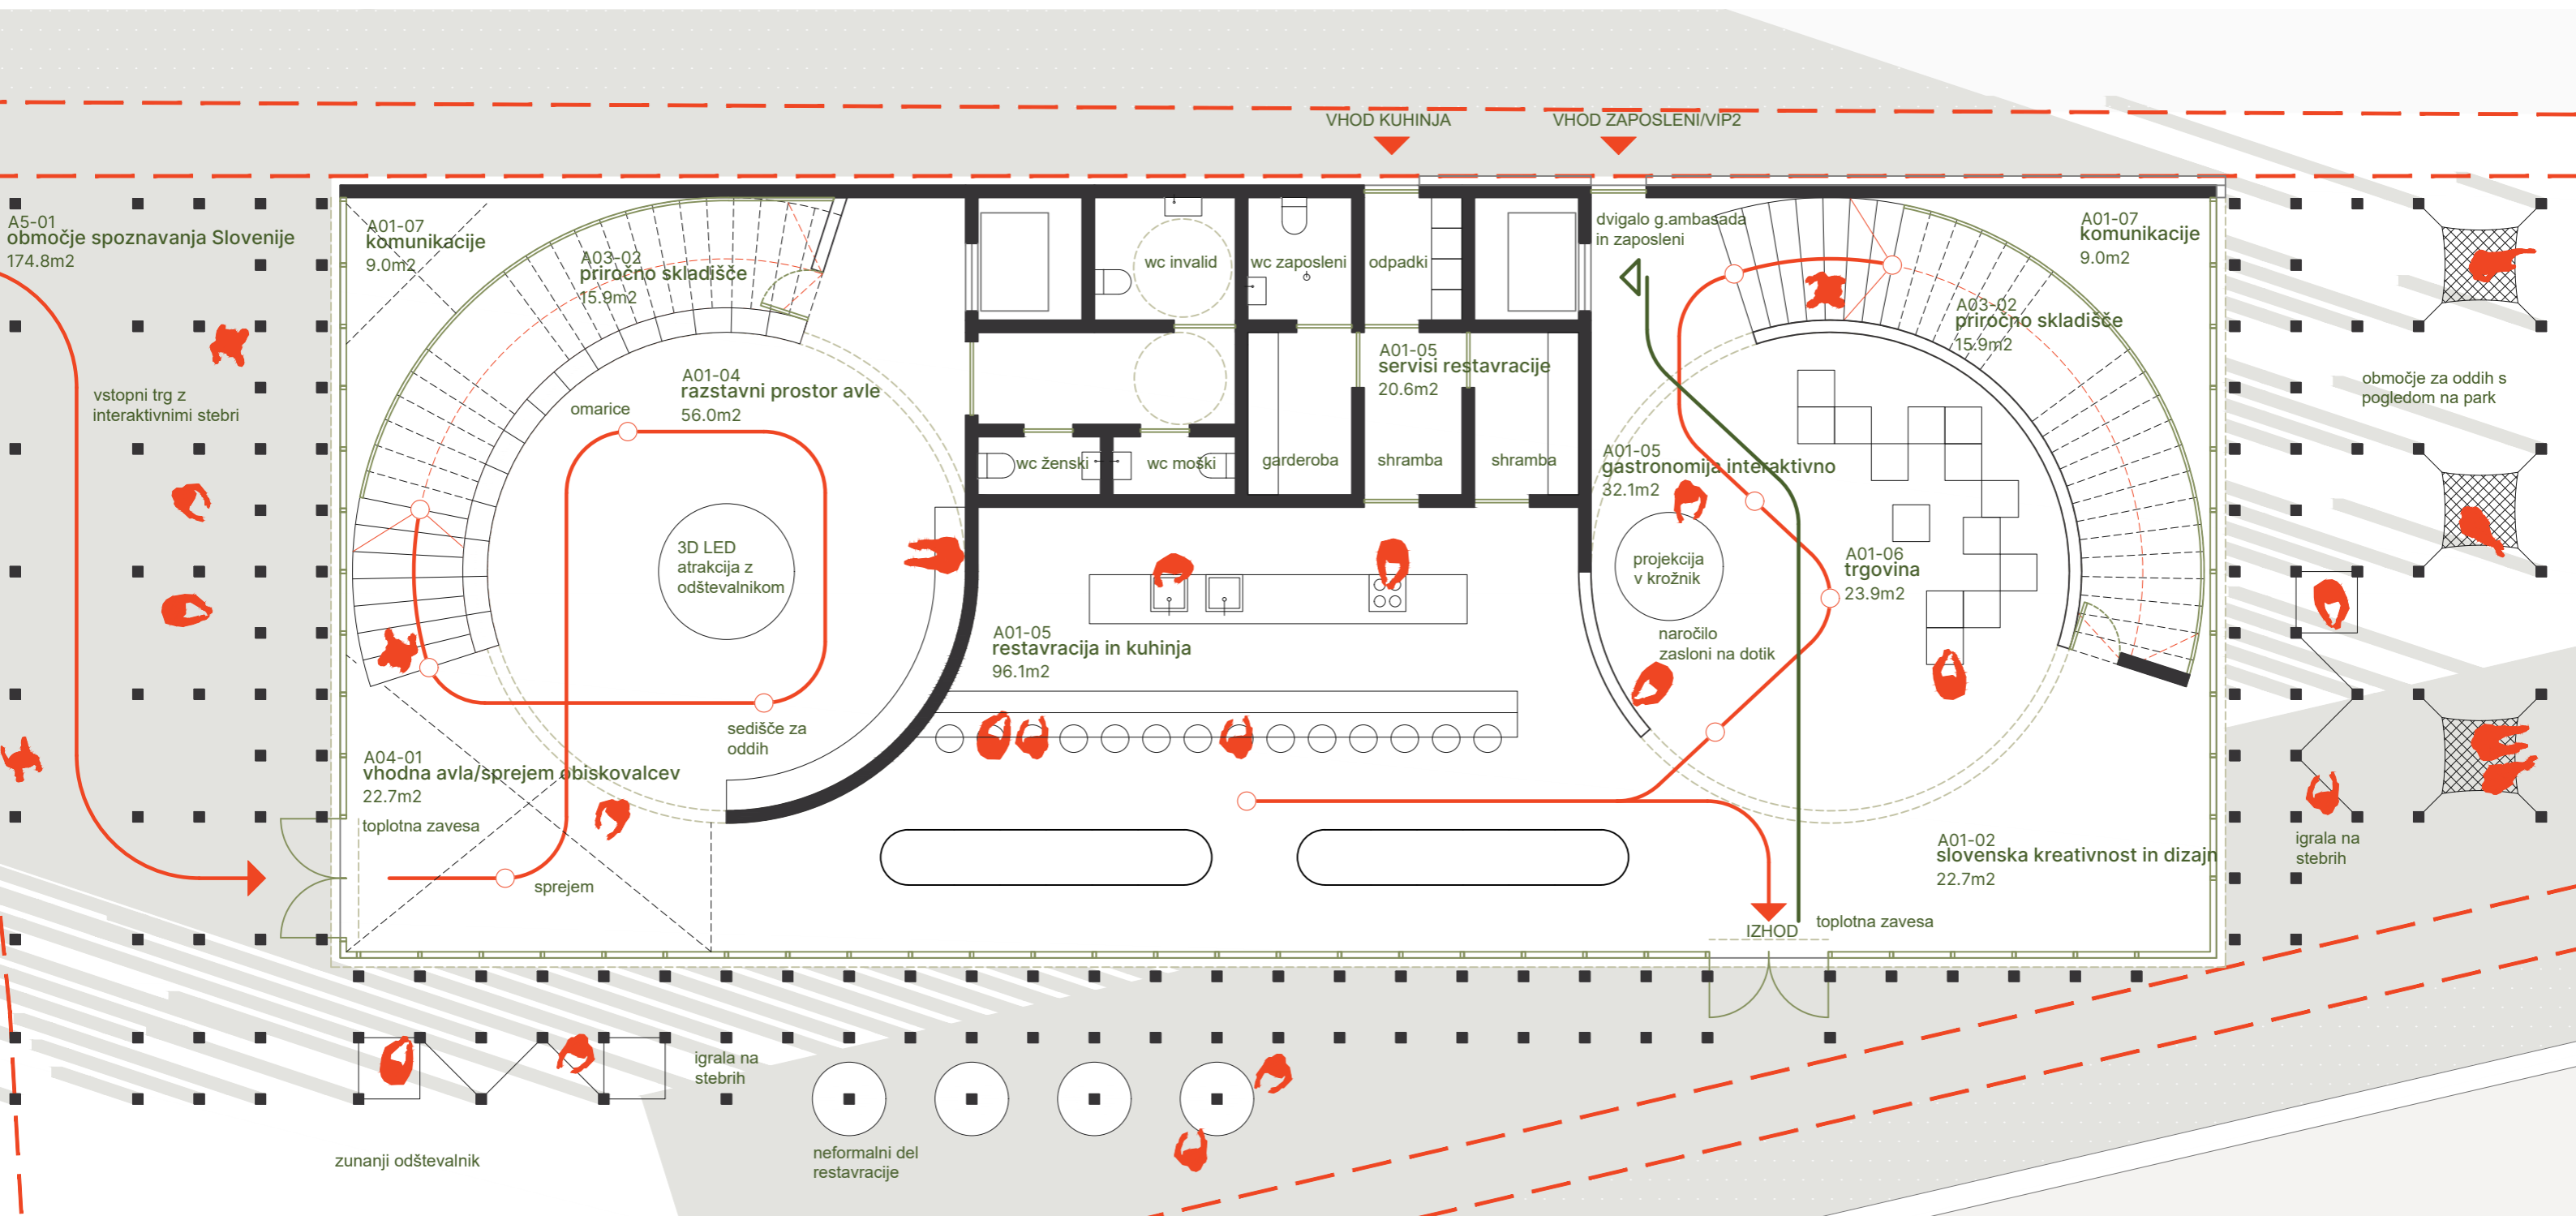 VHOD KUHINJA
VHOD ZAPOSLENI/VIP2
A5-01
območje spoznavanja Slovenije
174.8m2
vstopni trg z
interaktivnimi stebri
A01-07
komunikacije
9.0m2
A03-02
priročno skladišče
15.9m2
A01-04
razstavni prostor avle
56.0m2
omarice
3D LED
atrakcija z
odštevalnikom
sedišče za
oddih
A04-01
vhodna avla/sprejem obiskovalcev
22.7m2
toplotna zavesa
sprejem
wc invalid
wc zaposleni
odpadki
wc ženski
wc moški
garderoba
shramba
shramba
A01-05
servisi restavracije
20.6m2
A01-05
restavracija in kuhinja
96.1m2
dvigalo g.ambasada
in zaposleni
A01-05
gastronomija interaktivno
32.1m2
projekcija
v krožnik
naročilo
zasloni na dotik
A01-06
trgovina
23.9m2
A01-07
komunikacije
9.0m2
A03-02
priročno skladišče
15.9m2
A01-02
slovenska kreativnost in dizajn
22.7m2
toplotna zavesa
IZHOD
območje za oddih s
pogledom na park
igrala na
stebrih
igrala na
stebrih
zunanji odštevalnik
neformalni del
restavracije